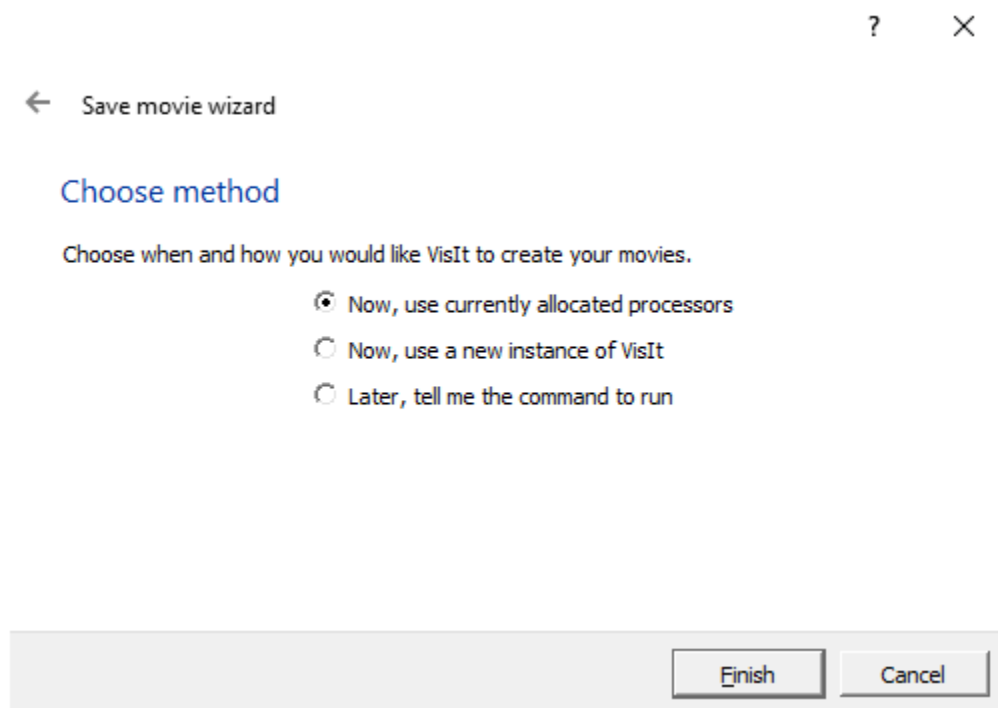 ?
Save movie wizard
Choose method
Choose when and how you would like VisIt to create your movies.
Now, use currently allocated processors
Now, use a new instance of VisIt
Later, tell me the command to run
Finish Cancel